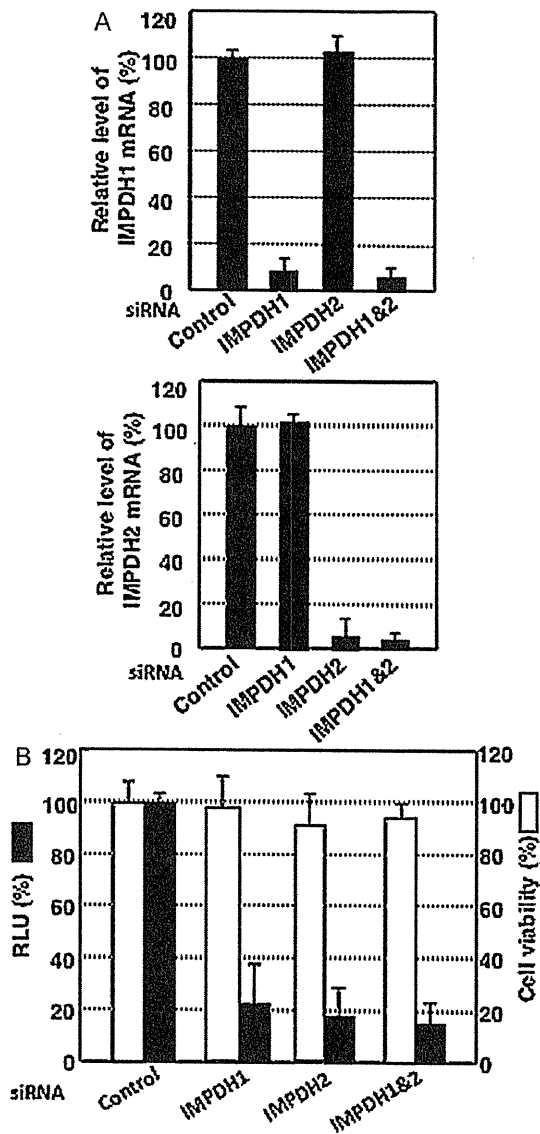 A
Relative level of
IMPDH1 mRNA (%)
120
100
80
60
40
20
0
siRNA
Control
IMPDH1
IMPDH2
IMPDH1&2
Relative level of
IMPDH2 mRNA (%)
120
100
80
60
40
20
0
siRNA
Control
IMPDH1
IMPDH2
IMPDH1&2
B
RLU (%)
120
100
80
60
40
20
0
120
100
80
60
40
20
0
Cell viability (%)
siRNA
Control
IMPDH1
IMPDH2
IMPDH1&2